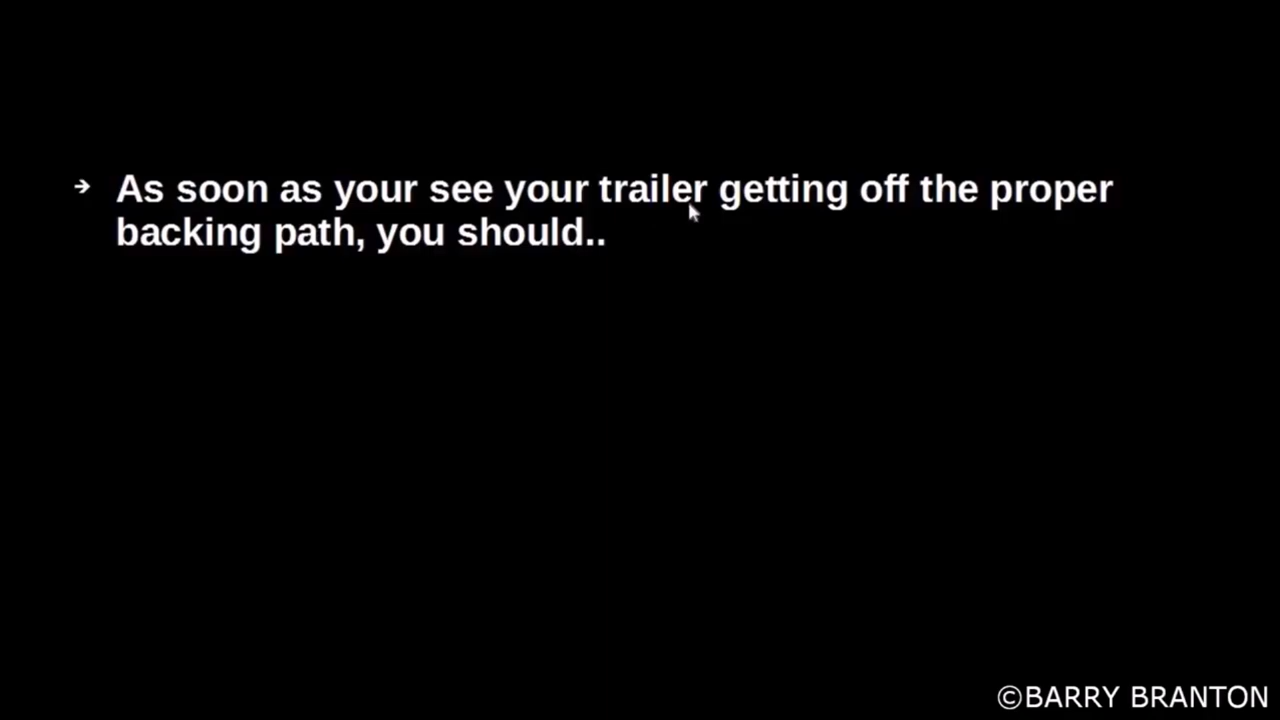 ➔ As soon as your see your trailer getting off the proper
backing path, you should..
©BARRY BRANTON